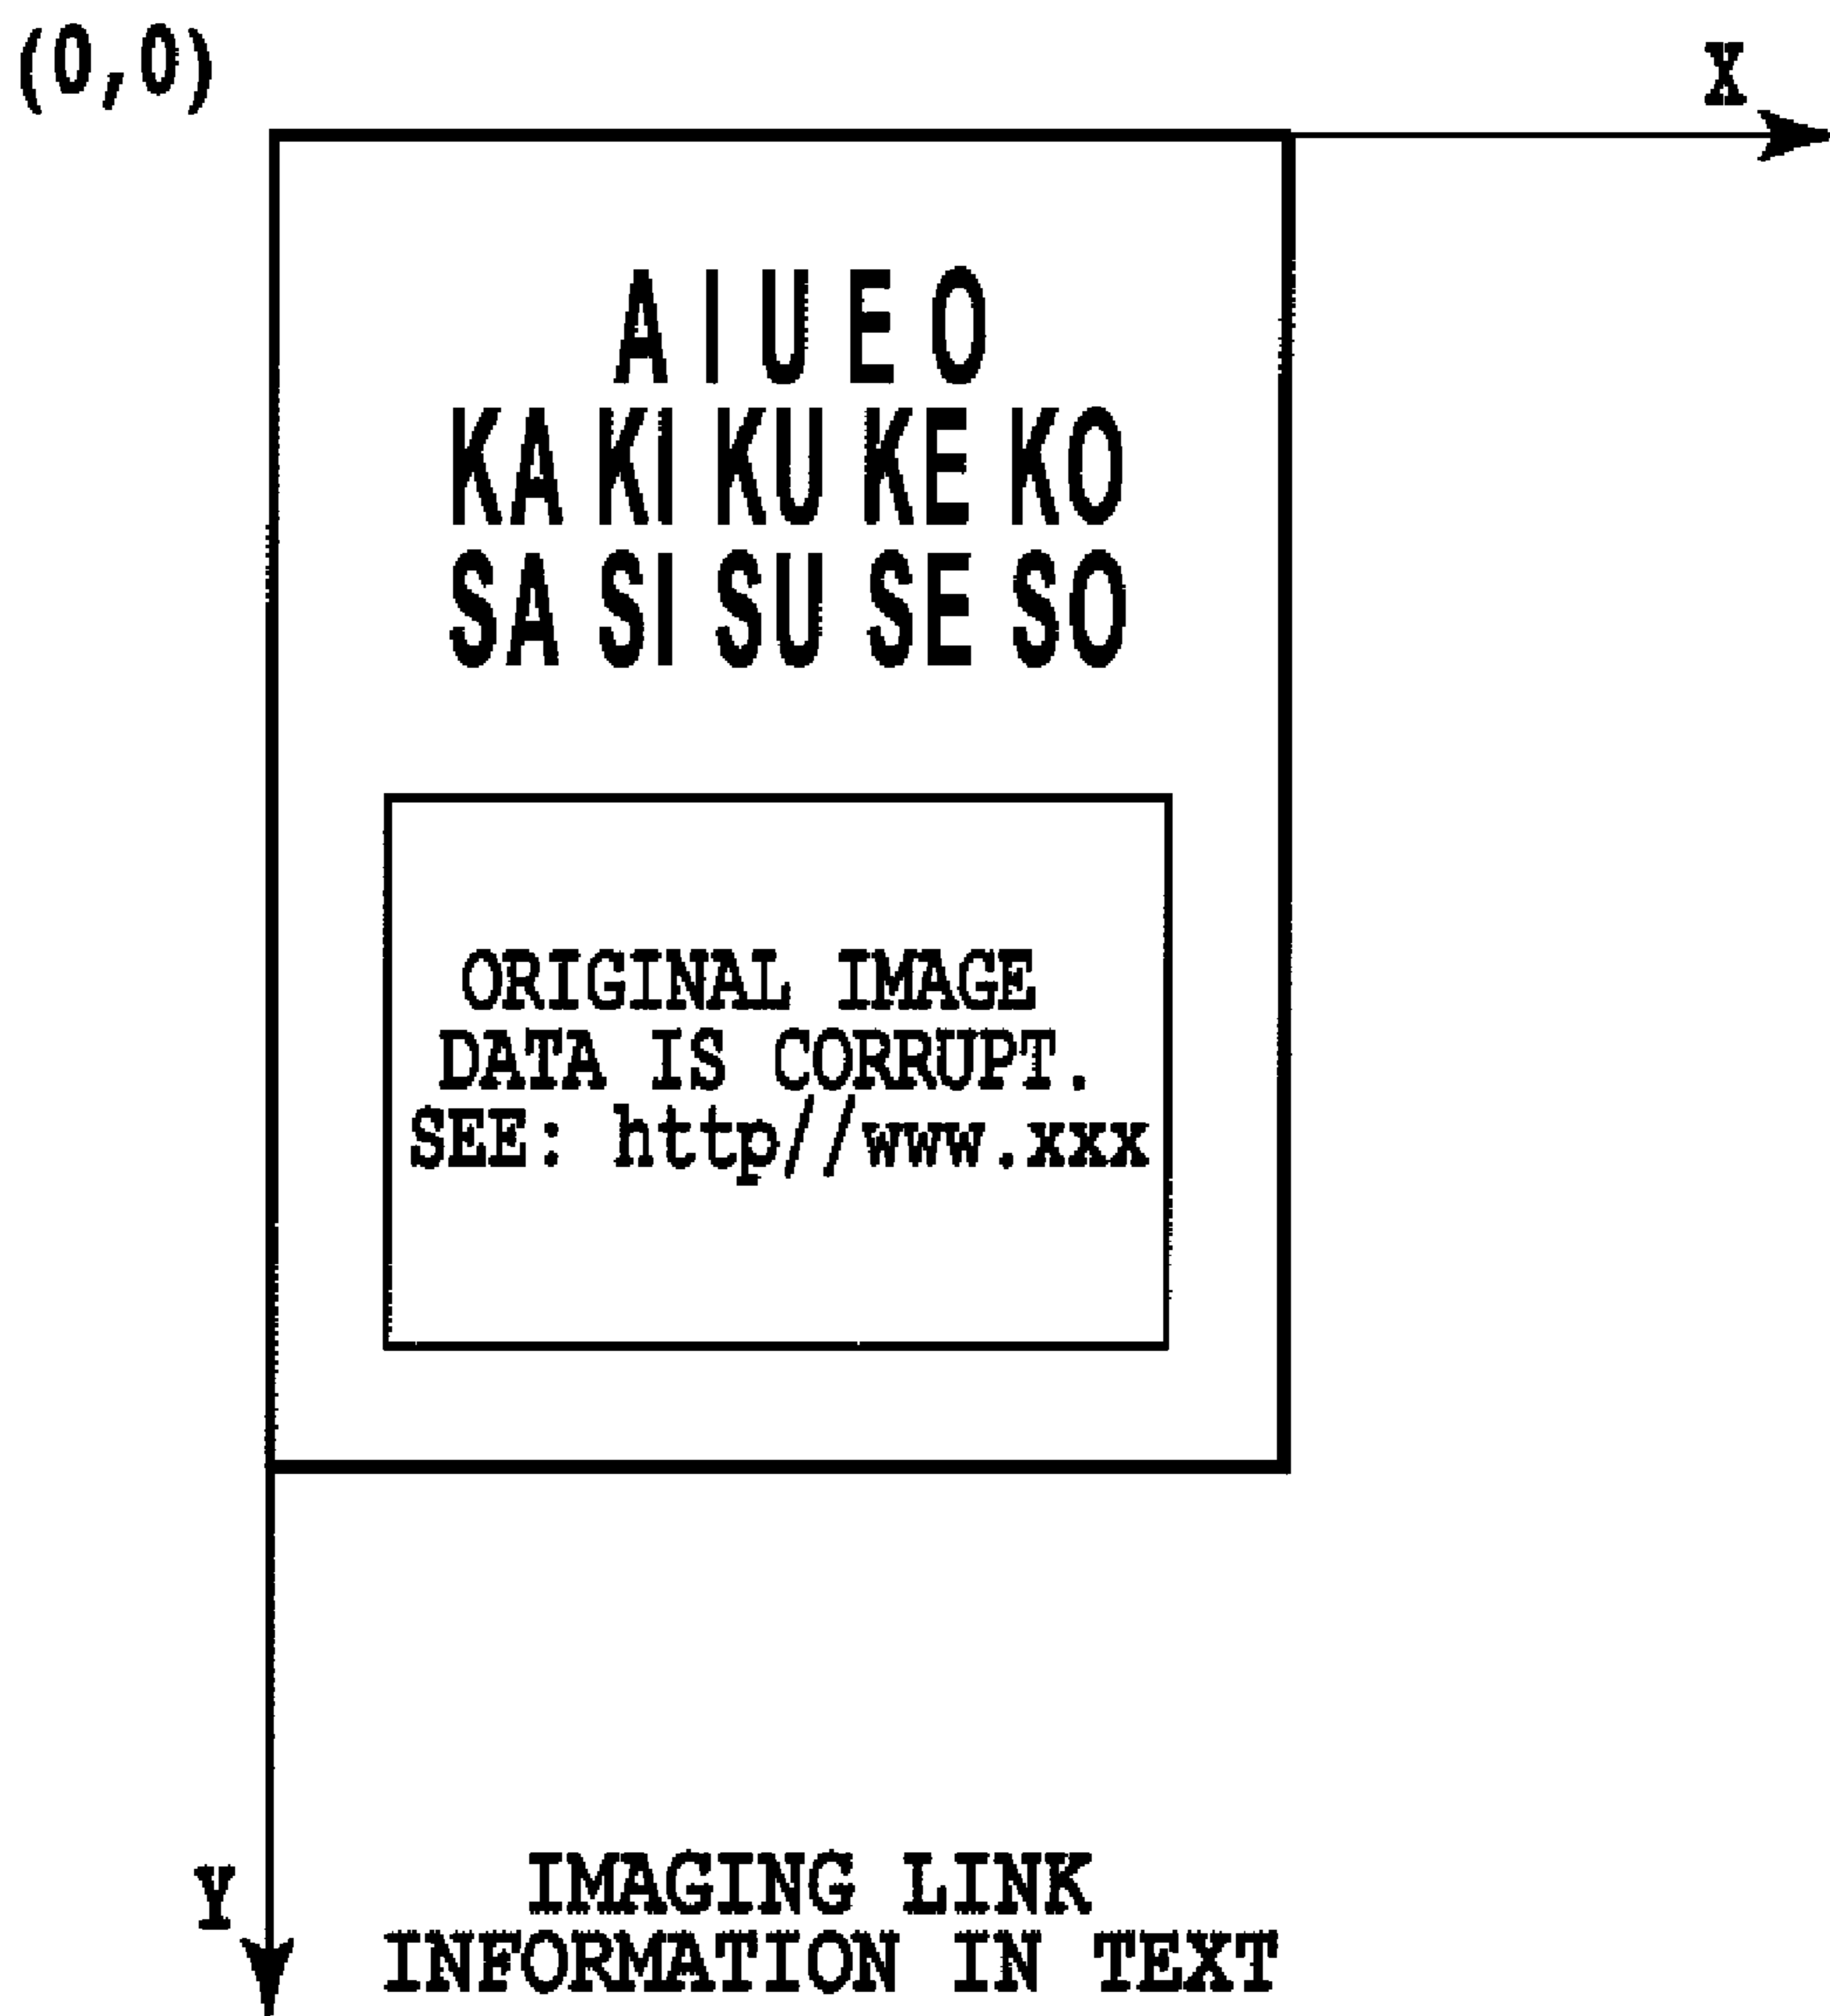 (0,0)
X
A I U E O
KA KI KU KE KO
SA SI SU SE SO
ORIGINAL IMAGE
DATA IS CORRUPT.
SEE: http//www.xxx
Y
IMAGING LINK
INFORMATION IN TEXT